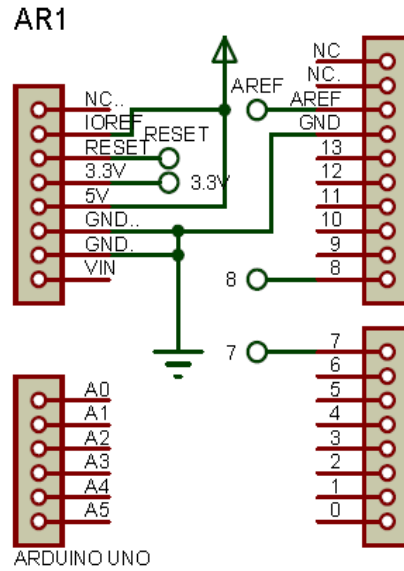 AR1
NC..
IOREF
RESET
RESET
3.3V
3.3V
5V
GND..
GND.
VIN
A0
A1
A2
A3
A4
A5
ARDUINO UNO
NC
NC.
AREF
AREF
GND
13
12
11
10
9
8
8
7
7
6
5
4
3
2
1
0